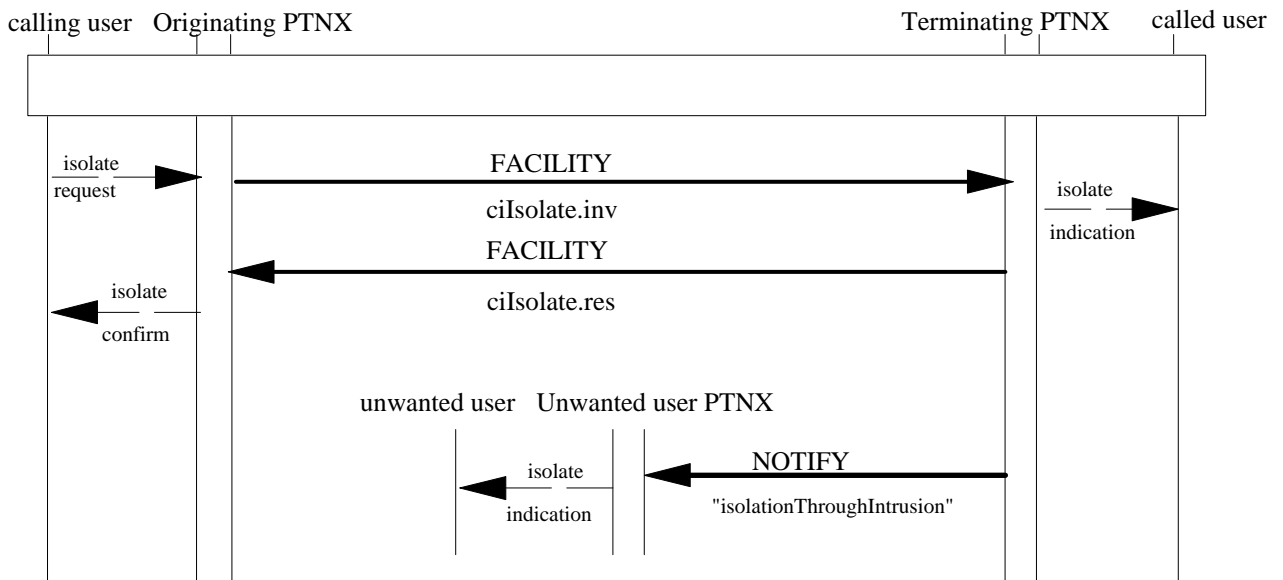 calling user Originating PTNX Terminating PTNX called user
isolate
request
FACILITY
ciIsolate.inv
isolate
indication
FACILITY
ciIsolate.res
isolate
confirm
unwanted user Unwanted user PTNX
isolate
indication
NOTIFY
"isolationThroughIntrusion"